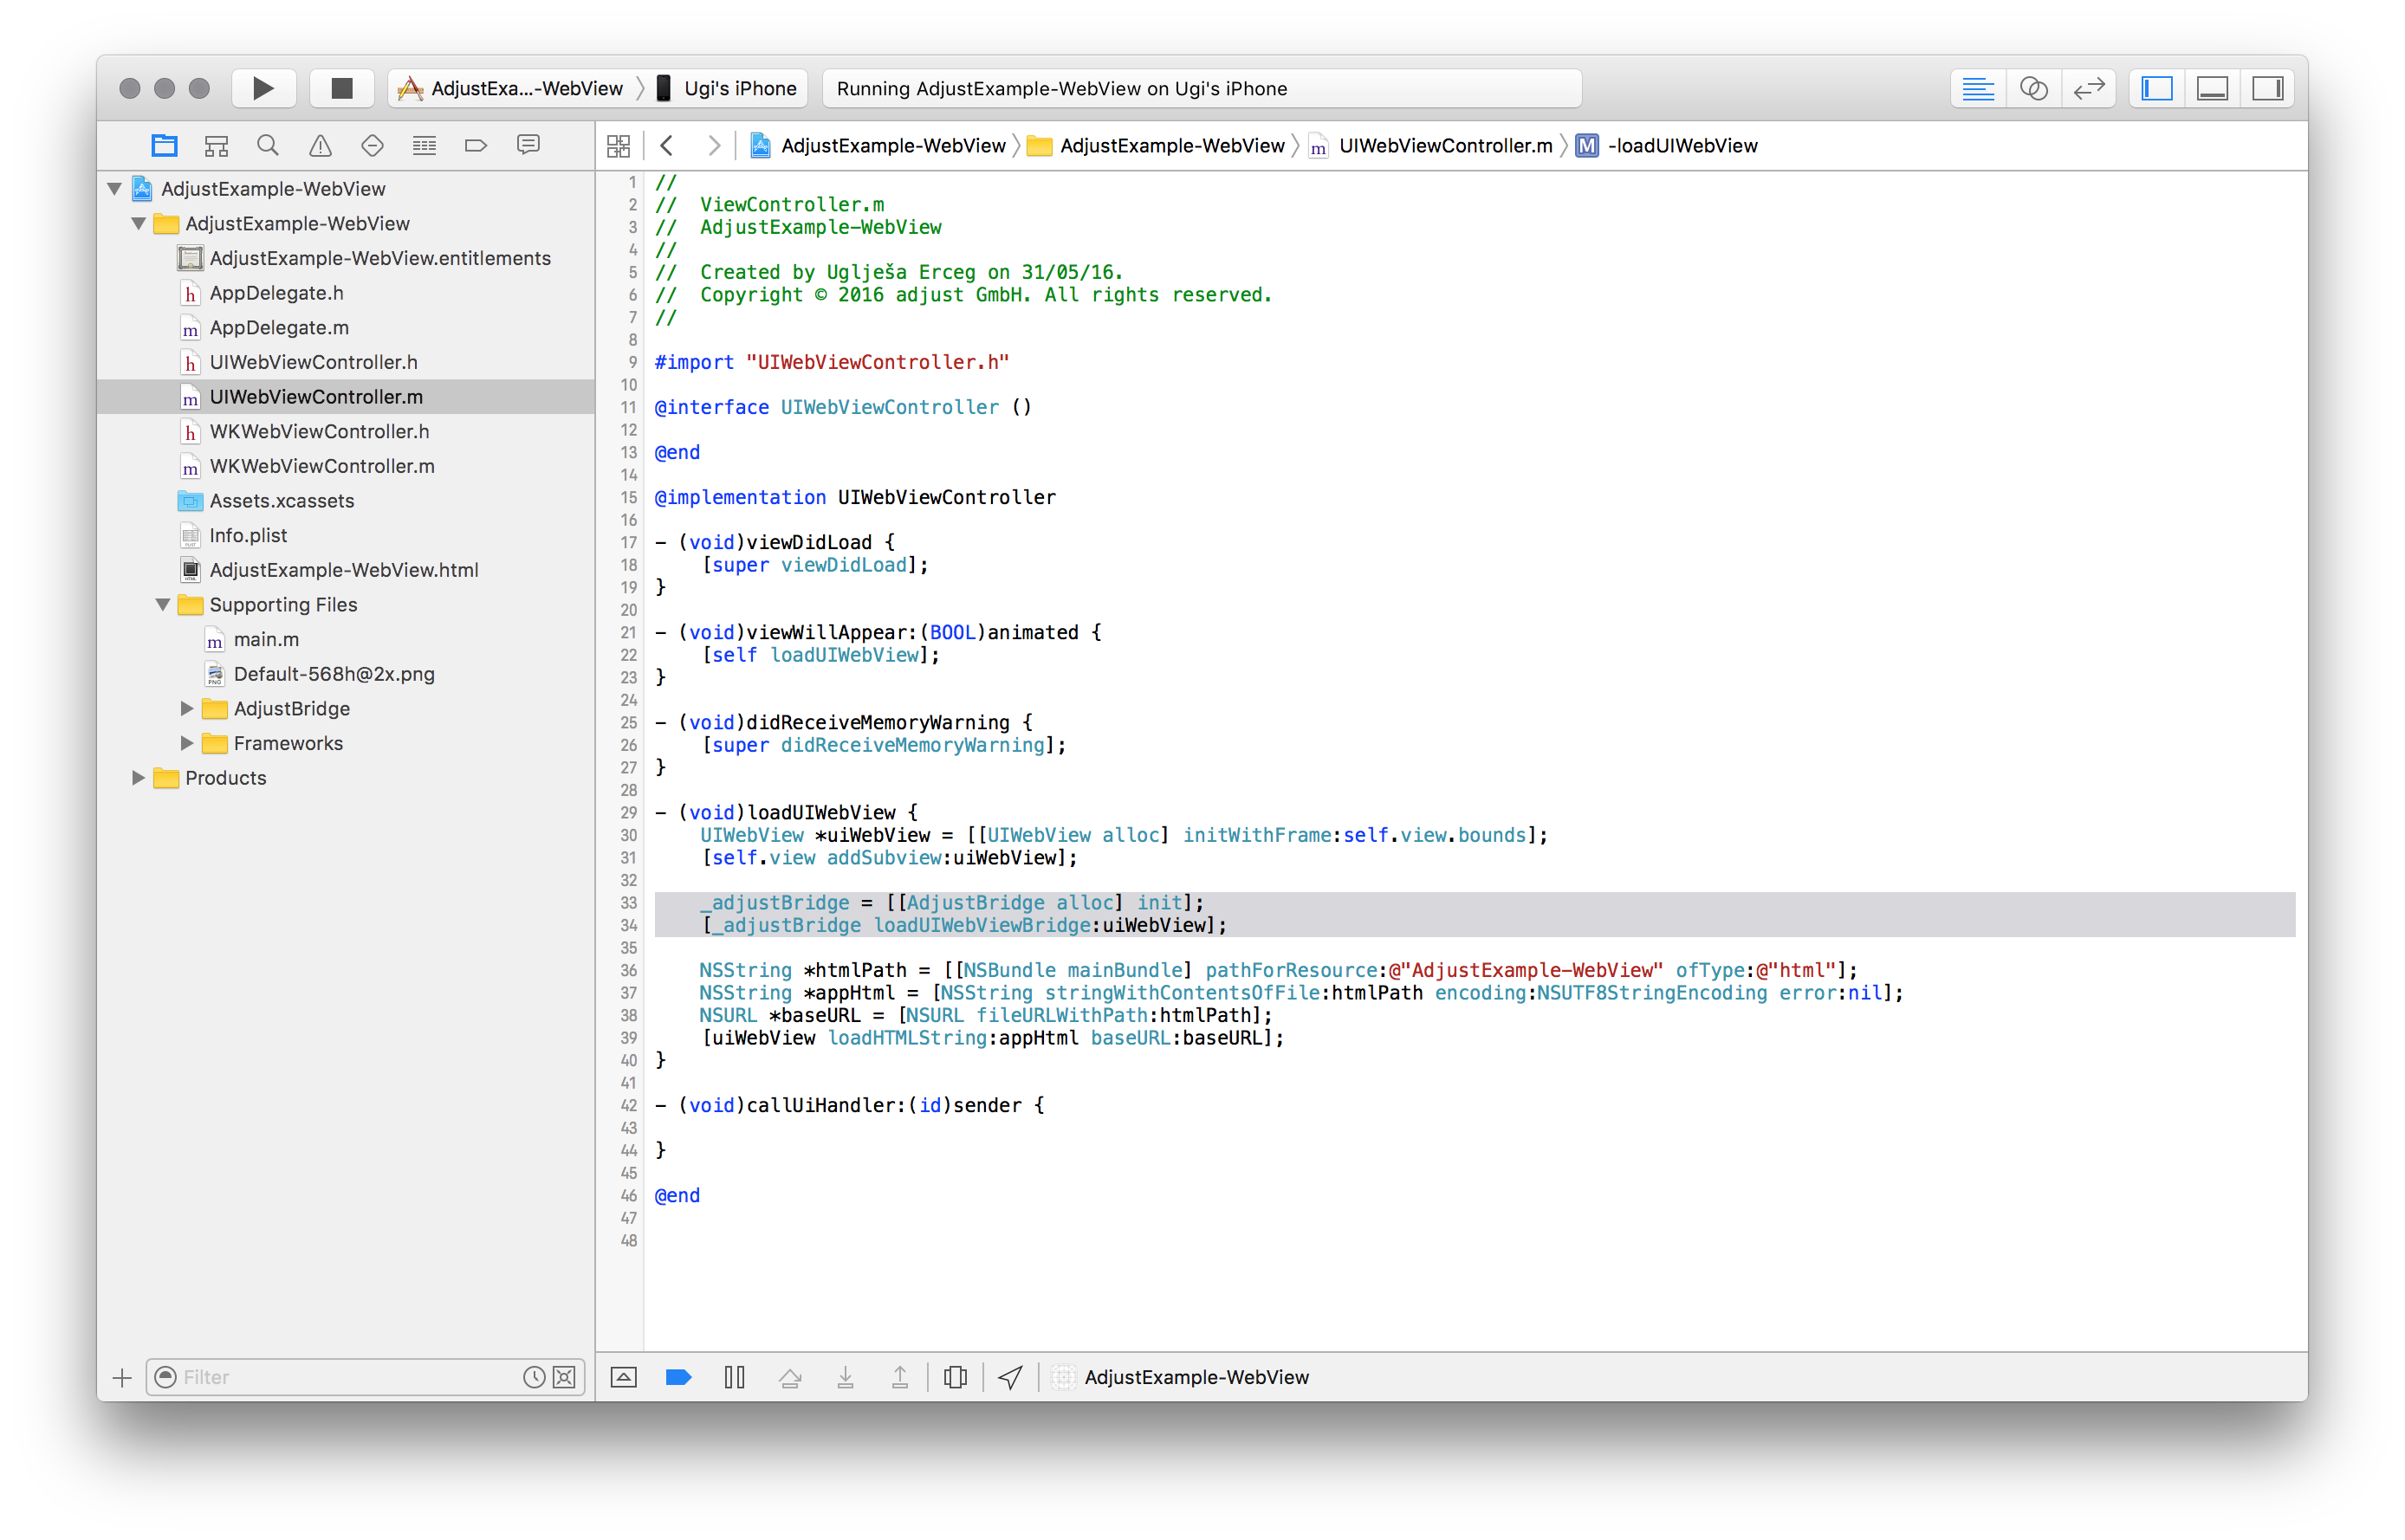 AdjustExa...-WebView
Ugi's iPhone
Running AdjustExample-WebView on Ugi's iPhone
AdjustExample-WebView
AdjustExample-WebView
m UIWebViewController.m
M -loadUIWebView
AdjustExample-WebView
AdjustExample-WebView
AdjustExample-WebView.entitlements
h AppDelegate.h
m AppDelegate.m
h UIWebViewController.h
m UIWebViewController.m
h WKWebViewController.h
m WKWebViewController.m
Assets.xcassets
Info.plist
AdjustExample-WebView.html
Supporting Files
m main.m
Default-568h@2x.png
AdjustBridge
Frameworks
Products
Filter
1 //
2 //  ViewController.m
3 //  AdjustExample-WebView
4 //
5 //  Created by Uglješa Erceg on 31/05/16.
6 //  Copyright © 2016 adjust GmbH. All rights reserved.
7 //
8
9 #import "UIWebViewController.h"
10
11 @interface UIWebViewController ()
12
13 @end
14
15 @implementation UIWebViewController
16
17 - (void)viewDidLoad {
18     [super viewDidLoad];
19 }
20
21 - (void)viewWillAppear:(BOOL)animated {
22     [self loadUIWebView];
23 }
24
25 - (void)didReceiveMemoryWarning {
26     [super didReceiveMemoryWarning];
27 }
28
29 - (void)loadUIWebView {
30     UIWebView *uiWebView = [[UIWebView alloc] initWithFrame:self.view.bounds];
31     [self.view addSubview:uiWebView];
32
33     _adjustBridge = [[AdjustBridge alloc] init];
34     [_adjustBridge loadUIWebViewBridge:uiWebView];
35
36     NSString *htmlPath = [[NSBundle mainBundle] pathForResource:@"AdjustExample-WebView" ofType:@"html"];
37     NSString *appHtml = [NSString stringWithContentsOfFile:htmlPath encoding:NSUTF8StringEncoding error:nil];
38     NSURL *baseURL = [NSURL fileURLWithPath:htmlPath];
39     [uiWebView loadHTMLString:appHtml baseURL:baseURL];
40 }
41
42 - (void)callUiHandler:(id)sender {
43
44 }
45
46 @end
47
48
AdjustExample-WebView